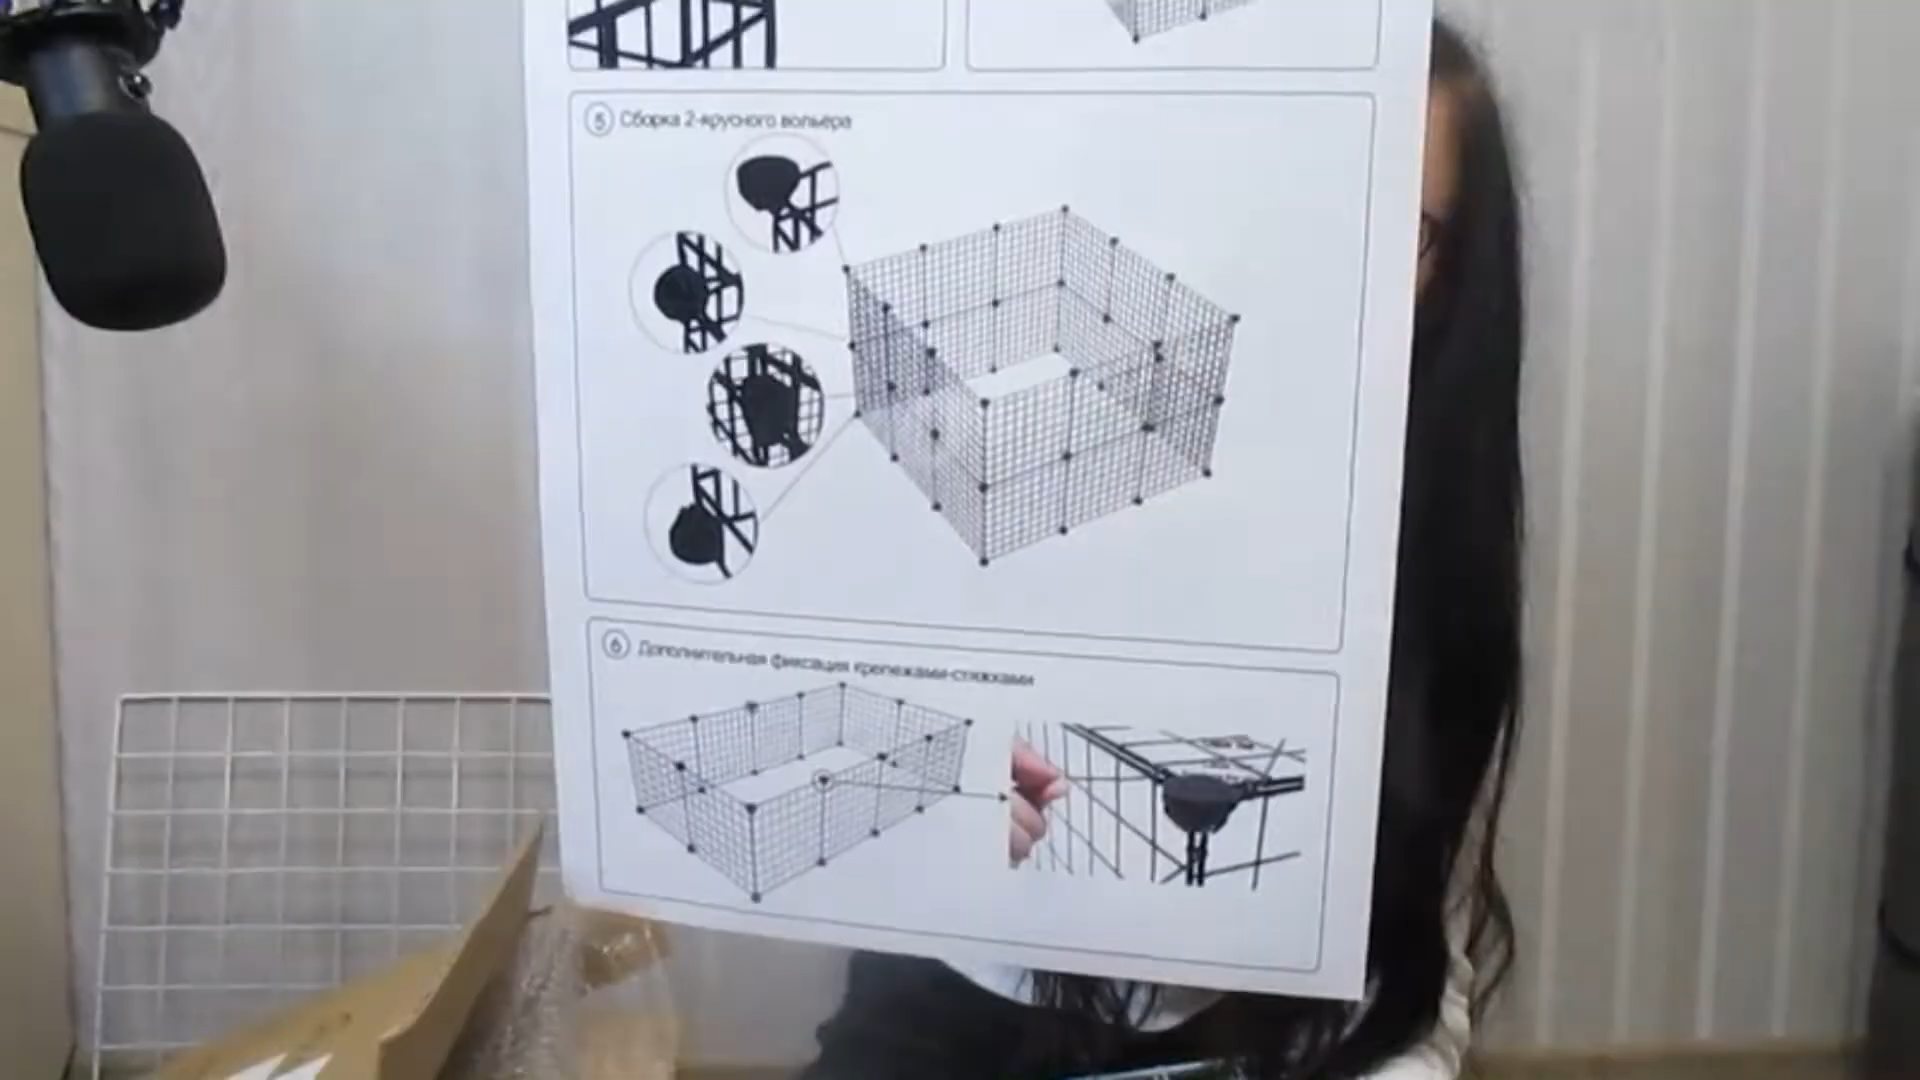 5 Сборка 2-ярусного вольера
6 Дополнительная фиксация крепежами-стяжками